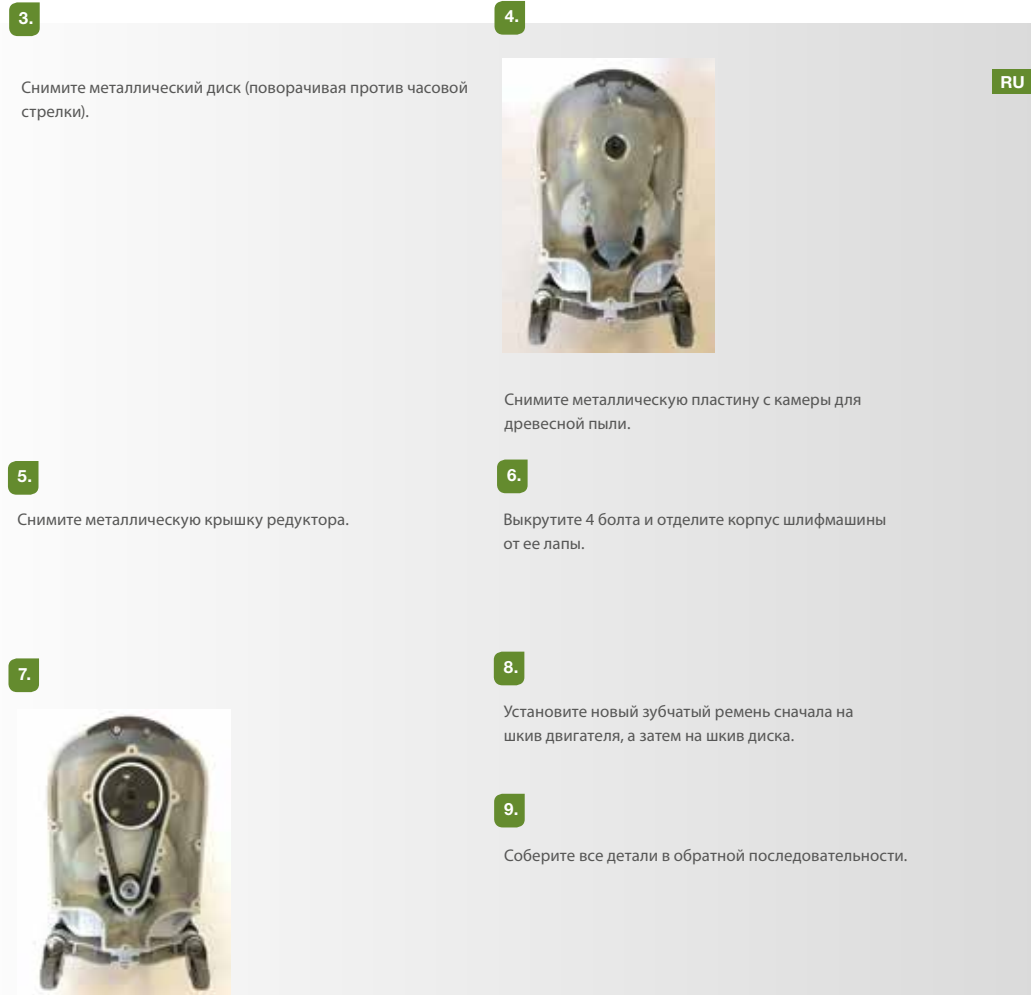 3.
Снимите металлический диск (поворачивая против часовой
стрелки).
4.
RU
Снимите металлическую пластину с камеры для
древесной пыли.
5.
Снимите металлическую крышку редуктора.
6.
Выкрутите 4 болта и отделите корпус шлифмашины
от ее лапы.
7.
8.
Установите новый зубчатый ремень сначала на
шкив двигателя, а затем на шкив диска.
9.
Соберите все детали в обратной последовательности.